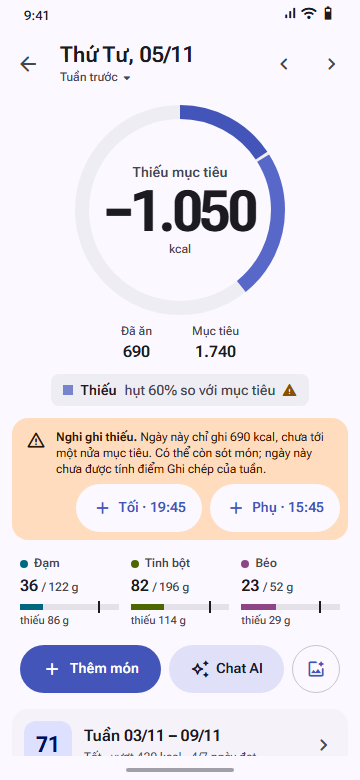 9:41
Thứ Tư, 05/11
Tuần trước
Thiếu mục tiêu
−1.050
kcal
Đã ăn
690
Mục tiêu
1.740
Thiếu hụt 60% so với mục tiêu
Nghi ghi thiếu. Ngày này chỉ ghi 690 kcal, chưa tới
một nửa mục tiêu. Có thể còn sót món; ngày này
chưa được tính điểm Ghi chép của tuần.
Tối · 19:45
Phụ · 15:45
Đạm
36 / 122 g
thiếu 86 g
Tinh bột
82 / 196 g
thiếu 114 g
Béo
23 / 52 g
thiếu 29 g
Thêm món
Chat AI
71
Tuần 03/11 – 09/11